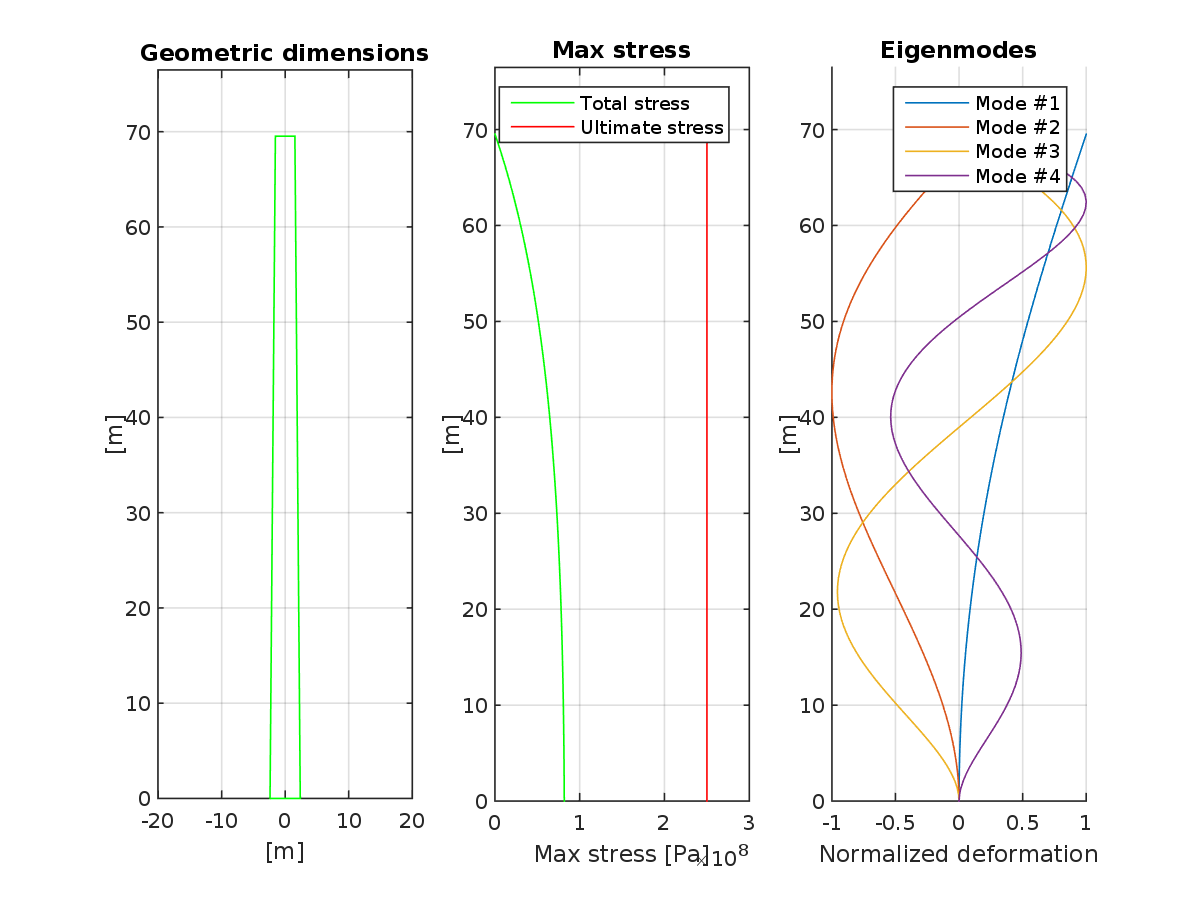 Geometric dimensions
70
60
50
40
30
20
10
0
[m]
-20 -10 0 10 20
[m]
Max stress
Total stress
Ultimate stress
70
60
50
40
30
20
10
0
[m]
0 1 2 3
Max stress [Pa]
×10^8
Eigenmodes
Mode #1
Mode #2
Mode #3
Mode #4
70
60
50
40
30
20
10
0
[m]
-1 -0.5 0 0.5 1
Normalized deformation